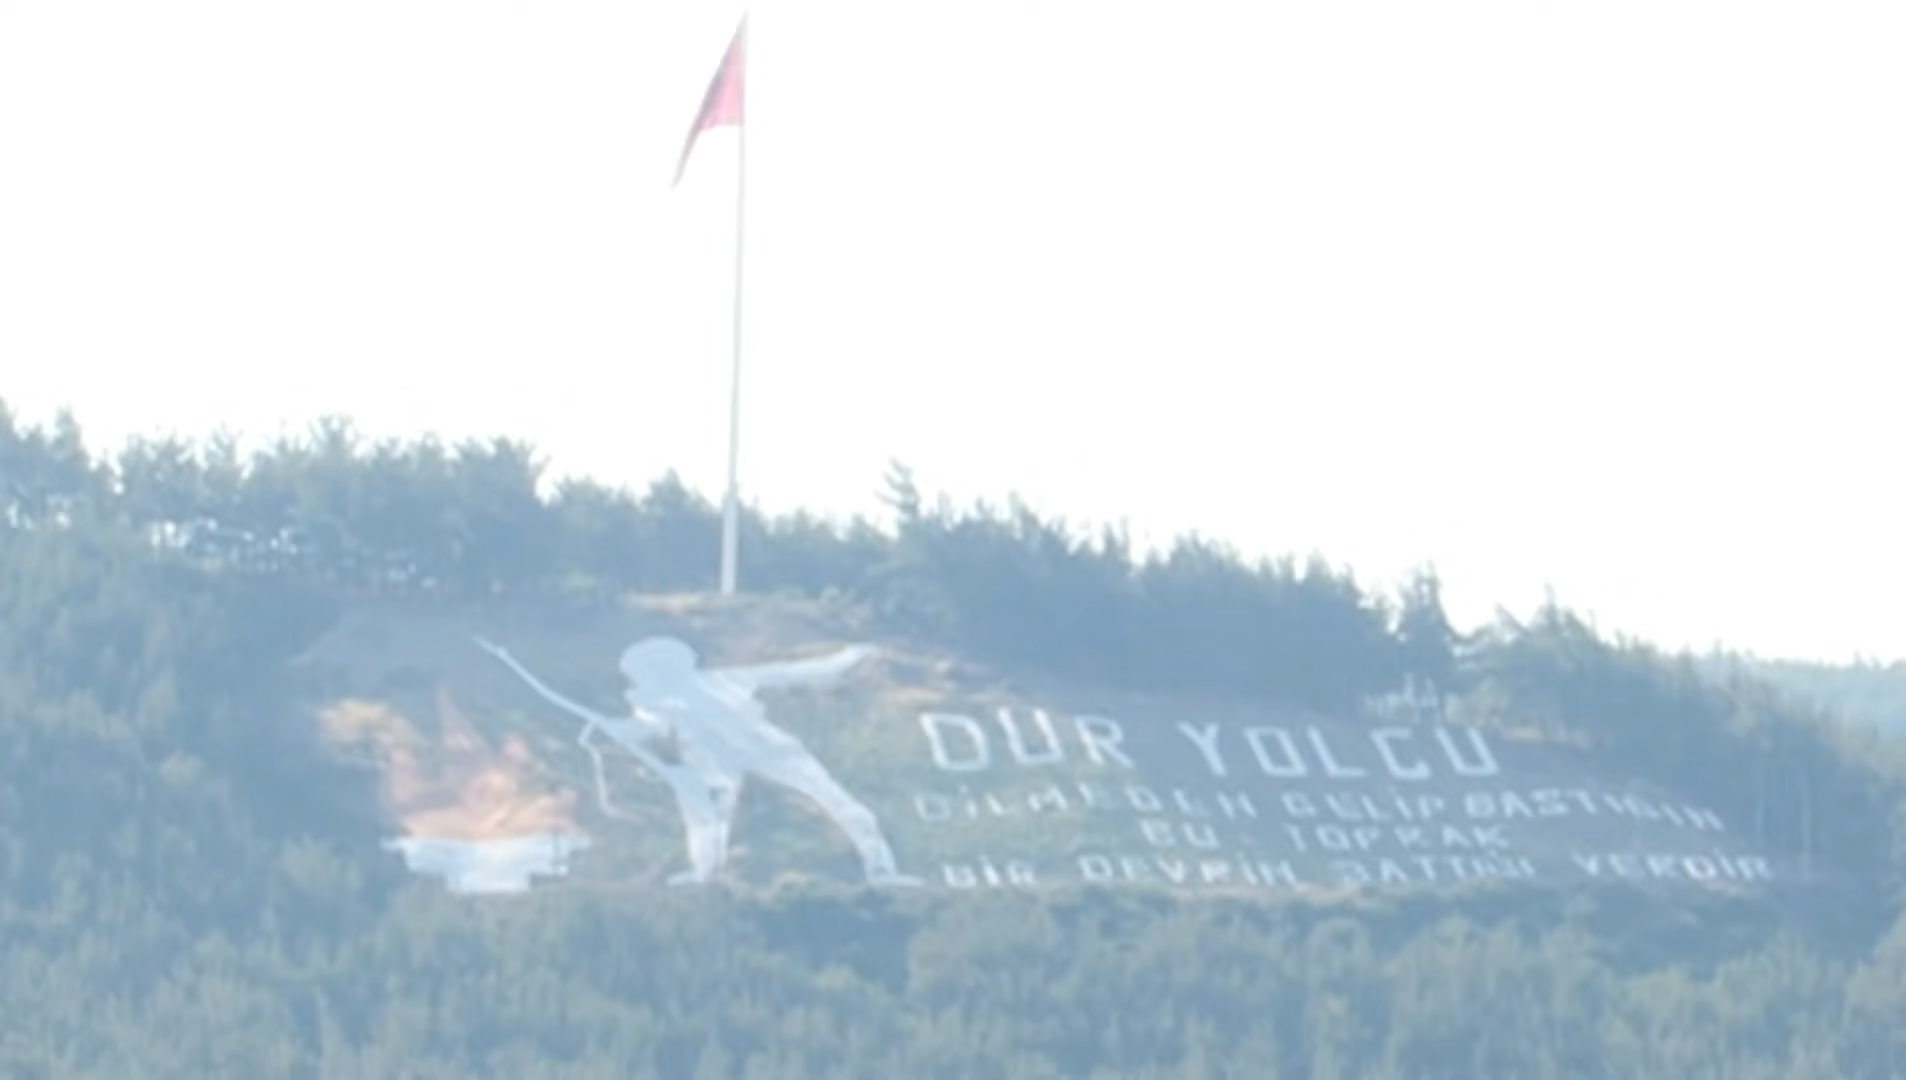 DUR YOLCU
BİLMEDEN GELİP BASTIĞIN
BU TOPRAK
BİR DEVRİN BATTIĞI YERDİR